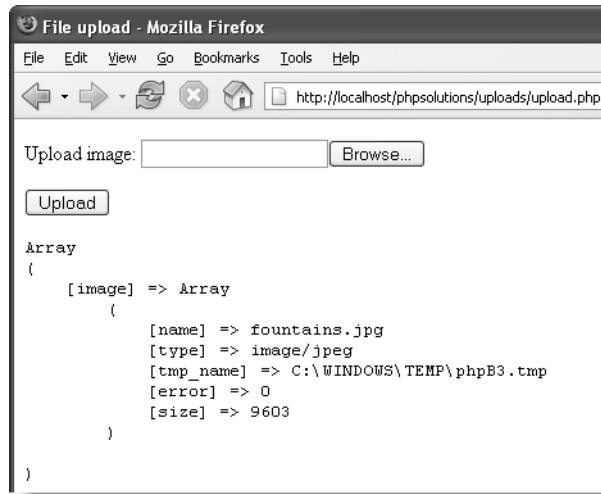 File upload - Mozilla Firefox
File Edit View Go Bookmarks Tools Help
http://localhost/phpsolutions/uploads/upload.php
Upload image: Browse...
Upload
Array
(
    [image] => Array
        (
            [name] => fountains.jpg
            [type] => image/jpeg
            [tmp_name] => C:\WINDOWS\TEMP\phpB3.tmp
            [error] => 0
            [size] => 9603
        )
)